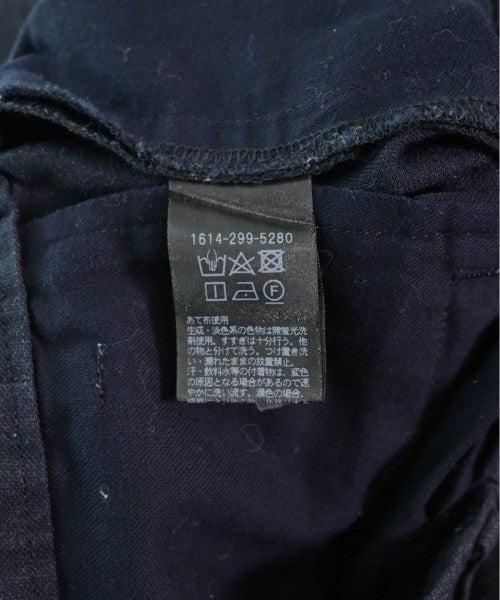 1614-299-5280
F
あて布使用
生成・淡色系の色物は無蛍光洗
剤使用。すすぎは十分行う。他
の物と分けて洗う。つけ置き洗
い・濡れたままの放置禁止。
汗・飲料水等の付着物は、変色
の原因となる場合があるので速
やかに洗い流す。濃色の場合、